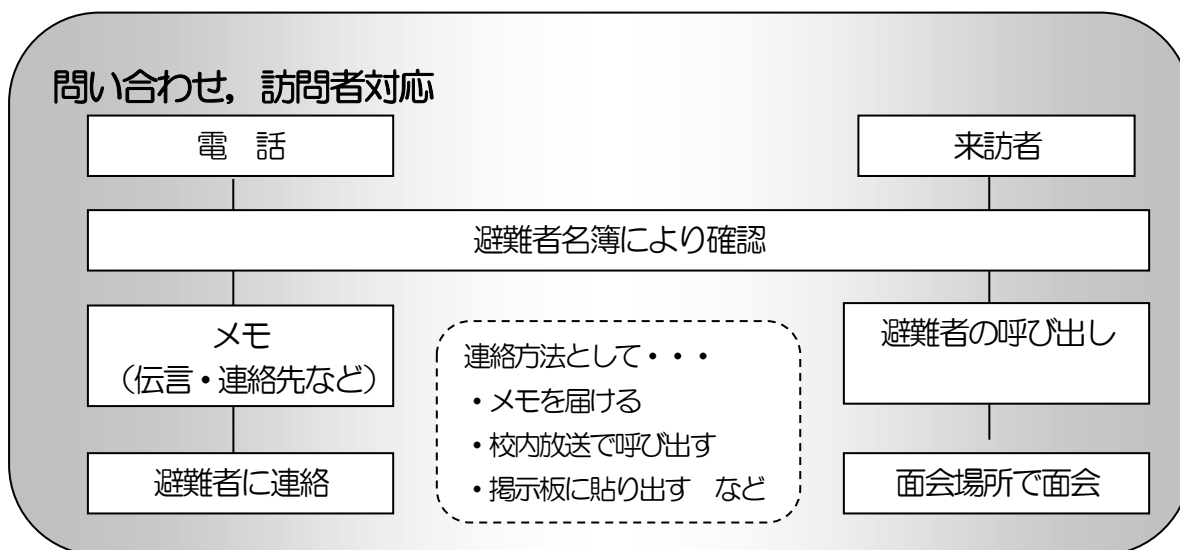 問い合わせ，訪問者対応
電　話
来訪者
避難者名簿により確認
メモ
（伝言・連絡先など）
避難者の呼び出し
連絡方法として・・・
・メモを届ける
・校内放送で呼び出す
・掲示板に貼り出す　など
避難者に連絡
面会場所で面会